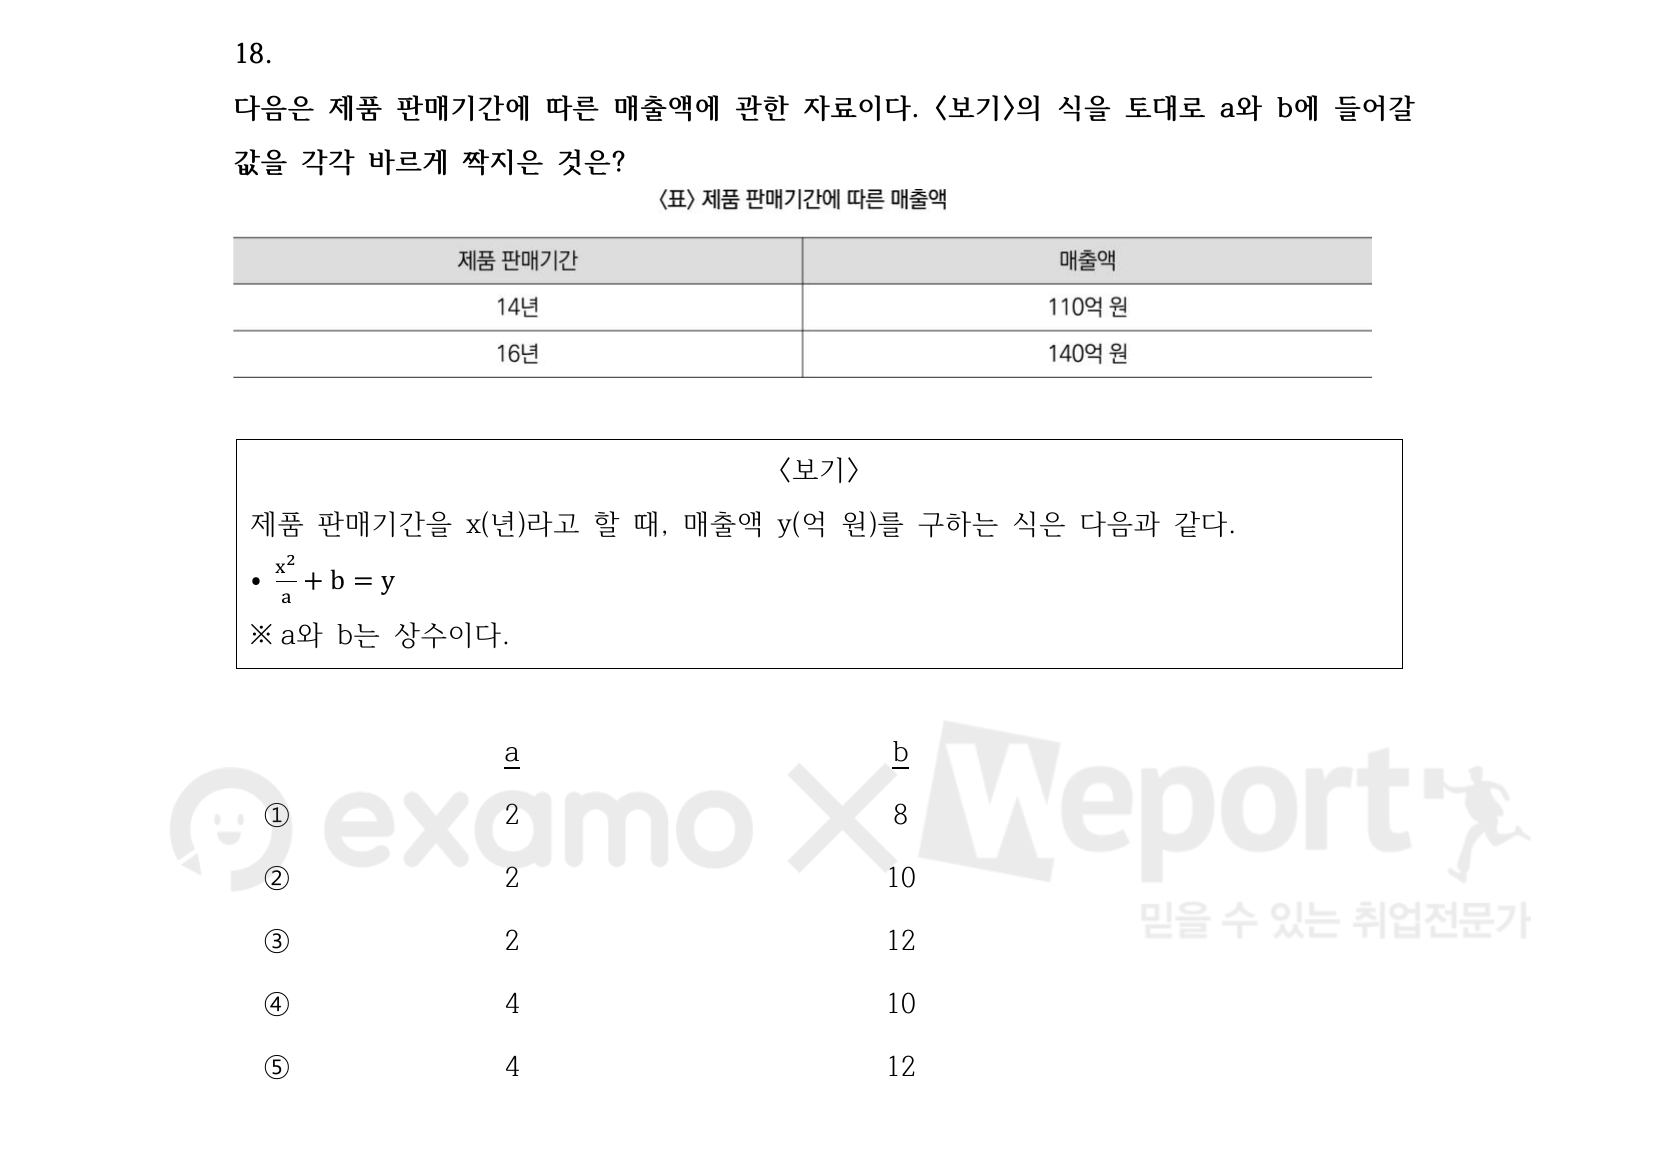 18.
다음은 제품 판매기간에 따른 매출액에 관한 자료이다. <보기>의 식을 토대로 a와 b에 들어갈
값을 각각 바르게 짝지은 것은?
<표> 제품 판매기간에 따른 매출액
제품 판매기간 매출액
14년 110억 원
16년 140억 원
<보기>
제품 판매기간을 x(년)라고 할 때, 매출액 y(억 원)를 구하는 식은 다음과 같다.
• x²/a + b = y
※ a와 b는 상수이다.
a b
① 2 8
② 2 10
③ 2 12
④ 4 10
⑤ 4 12
examo × Weport
믿을 수 있는 취업전문가